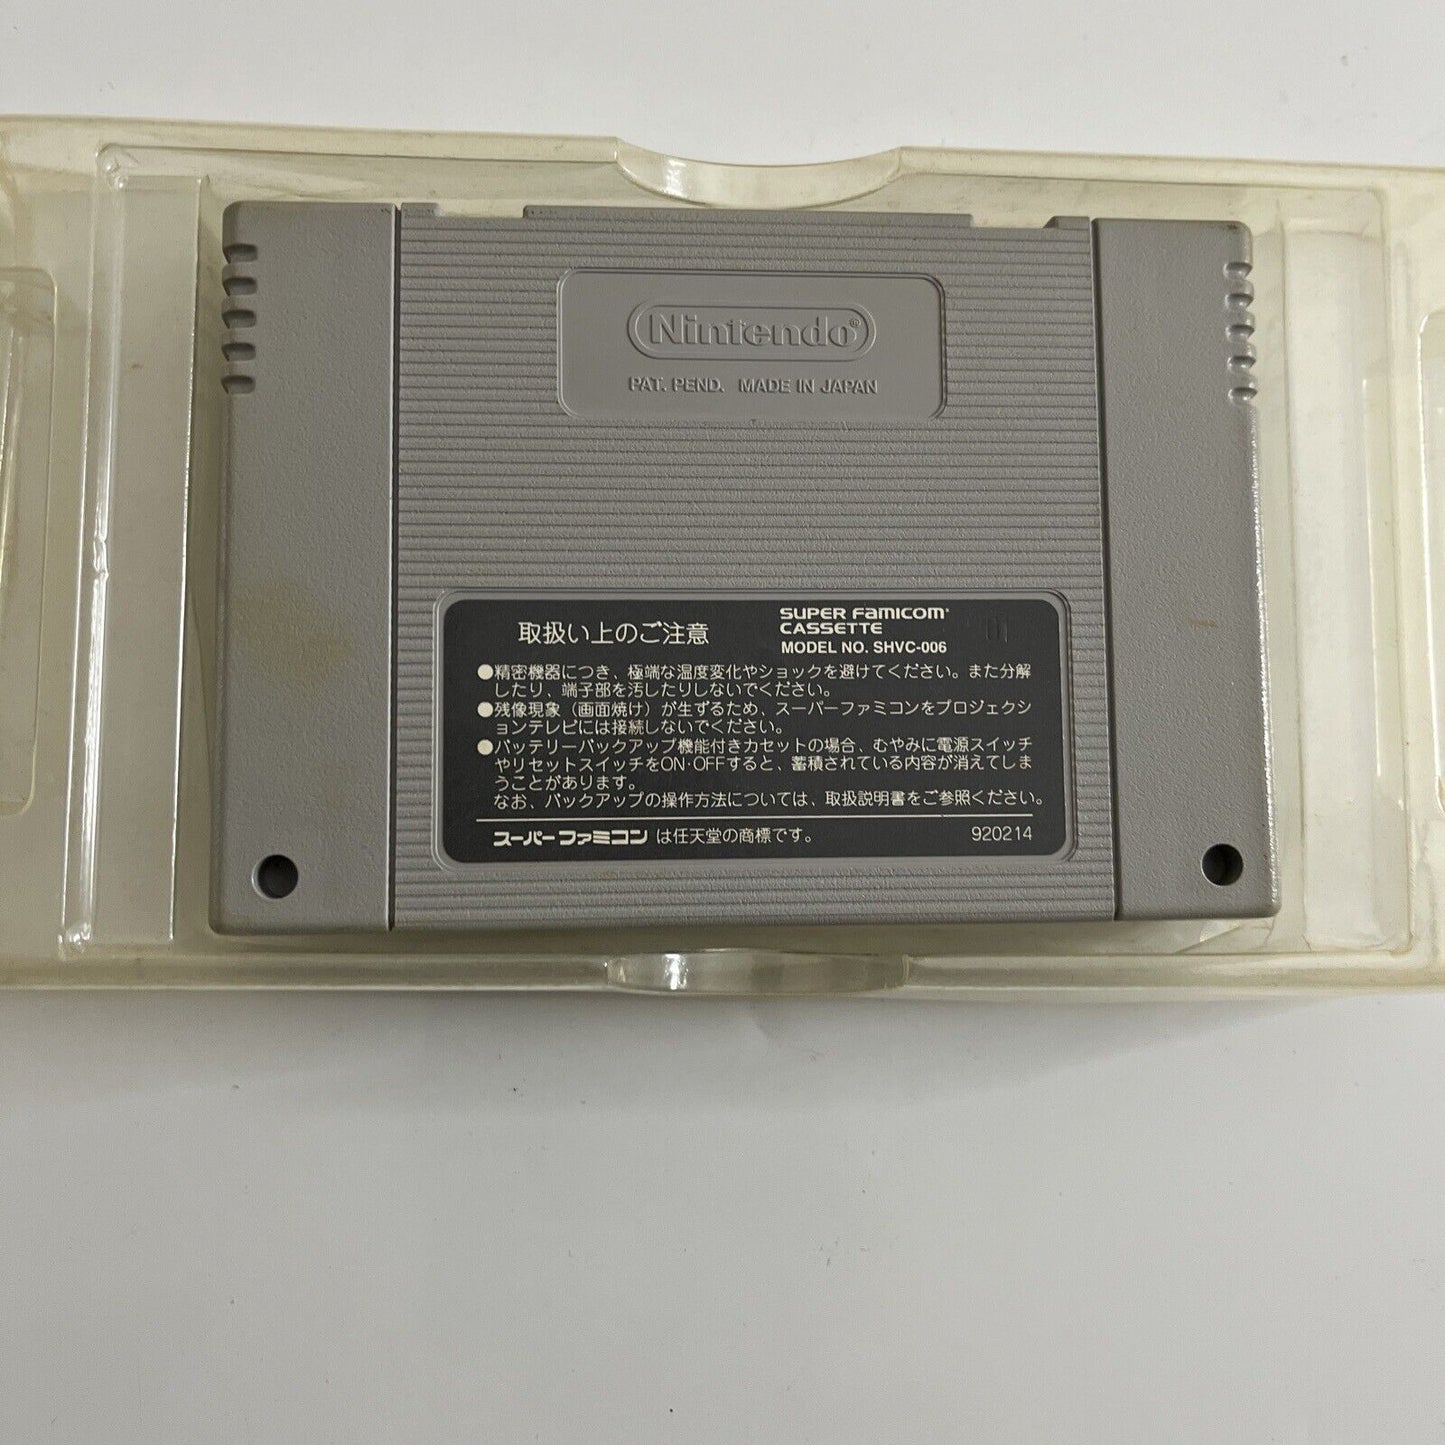 Nintendo®
PAT. PEND. MADE IN JAPAN
取扱い上のご注意
SUPER FAMICOM
CASSETTE
MODEL NO. SHVC-006
01
●精密機器につき、極端な温度変化やショックを避けてください。また分解
したり、端子部を汚したりしないでください。
●残像現象（画面焼け）が生ずるため、スーパーファミコンをプロジェクシ
ョンテレビには接続しないでください。
●バッテリーバックアップ機能付きカセットの場合、むやみに電源スイッチ
やリセットスイッチをON·OFFすると、蓄積されている内容が消えてしま
うことがあります。
なお、バックアップの操作方法については、取扱説明書をご参照ください。
スーパーファミコン は任天堂の商標です。
920214